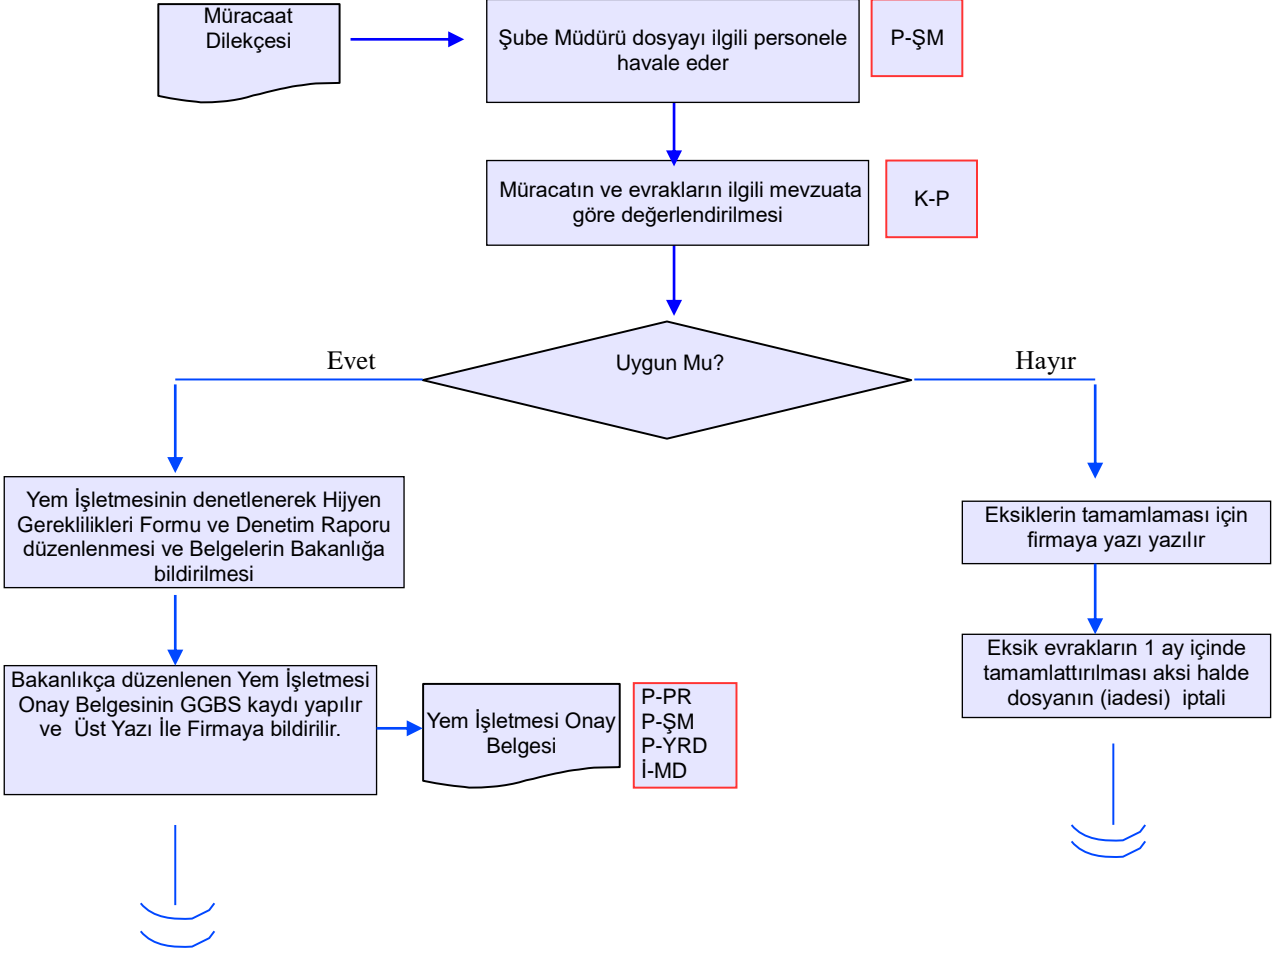 Müracaat
Dilekçesi
Şube Müdürü dosyayı ilgili personele
havale eder
P-ŞM
Müracatın ve evrakların ilgili mevzuata
göre değerlendirilmesi
K-P
Uygun Mu?
Evet
Hayır
Yem İşletmesinin denetlenerek Hijyen
Gereklilikleri Formu ve Denetim Raporu
düzenlenmesi ve Belgelerin Bakanlığa
bildirilmesi
Eksiklerin tamamlaması için
firmaya yazı yazılır
Bakanlıkça düzenlenen Yem İşletmesi
Onay Belgesinin GGBS kaydı yapılır
ve Üst Yazı İle Firmaya bildirilir.
Yem İşletmesi Onay
Belgesi
P-PR
P-ŞM
P-YRD
İ-MD
Eksik evrakların 1 ay içinde
tamamlattırılması aksi halde
dosyanın (iadesi) iptali